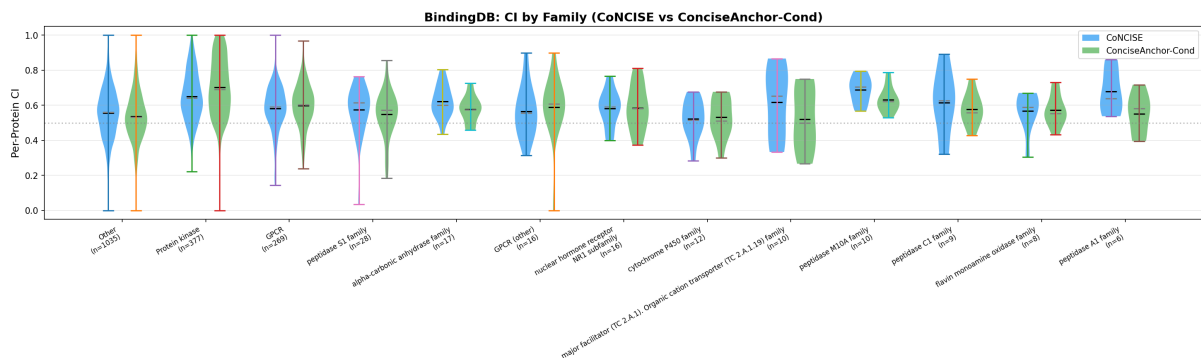 BindingDB: CI by Family (CoNCISE vs ConciseAnchor-Cond)
CoNCISE
ConciseAnchor-Cond
Per-Protein CI
1.0
0.8
0.6
0.4
0.2
0.0
Other
(n=1035)
Protein kinase
(n=377)
GPCR
(n=269)
peptidase S1 family
(n=28)
alpha-carbonic anhydrase family
(n=17)
GPCR (other)
(n=16)
nuclear hormone receptor
NR1 subfamily
(n=16)
cytochrome P450 family
(n=12)
major facilitator (TC 2.A.1). Organic cation transporter (TC 2.A.1.19) family
(n=10)
peptidase M10A family
(n=10)
peptidase C1 family
(n=9)
flavin monoamine oxidase family
(n=8)
peptidase A1 family
(n=6)